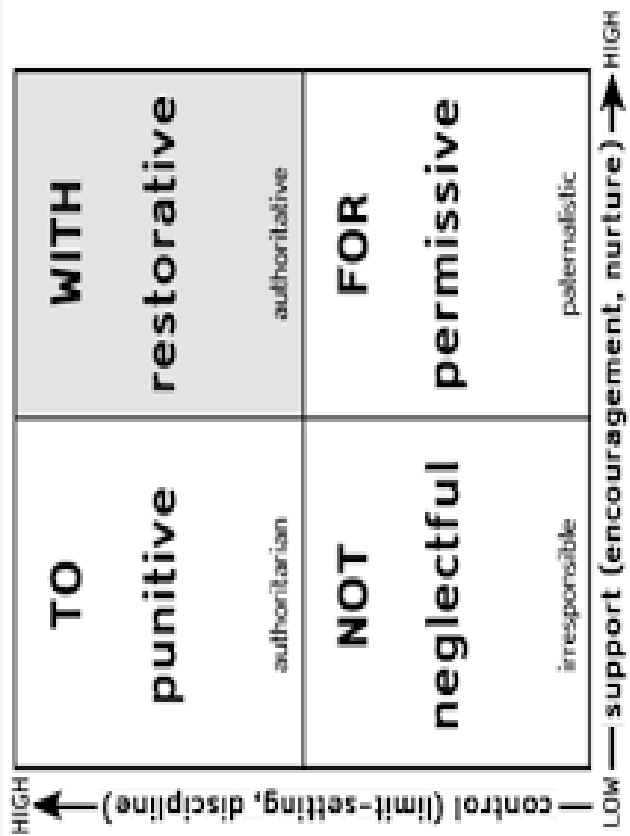 HIGH
control (limit-setting, discipline)
TO
punitive
authoritarian
WITH
restorative
authoritative
NOT
neglectful
irresponsible
FOR
permissive
paternalistic
LOW
support (encouragement, nurture)
HIGH